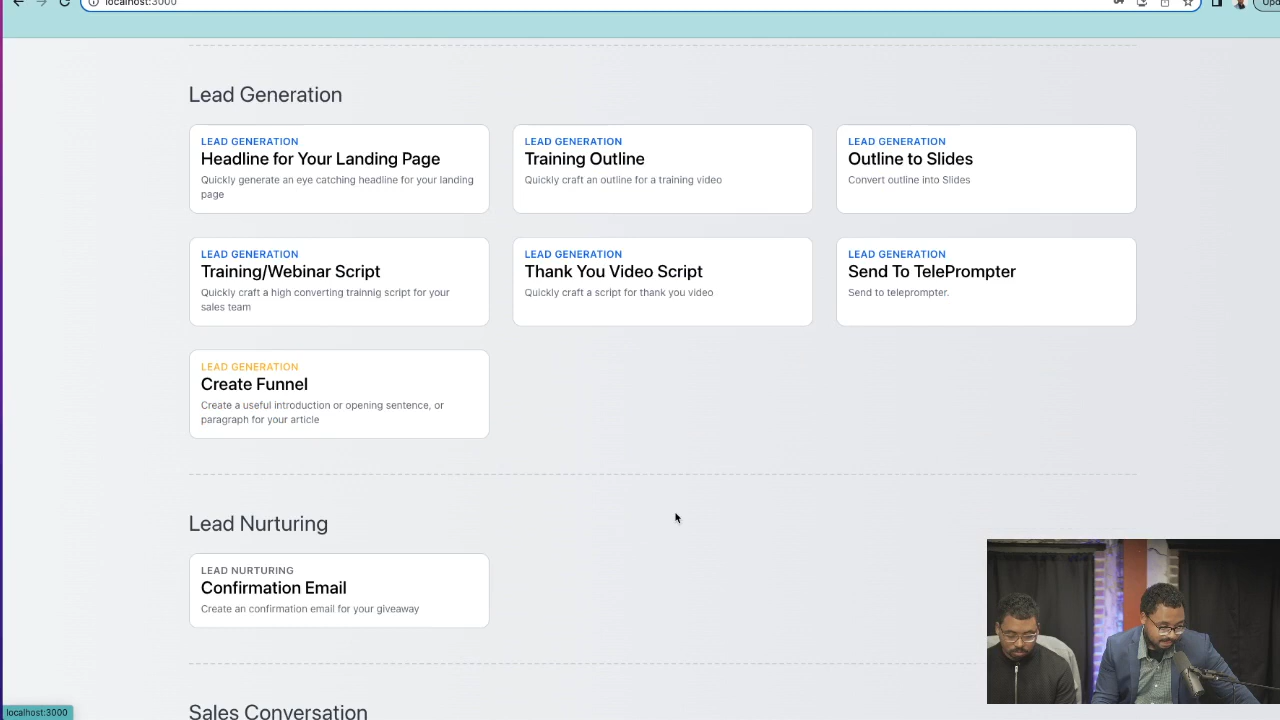 localhost:3000
Lead Generation
LEAD GENERATION
Headline for Your Landing Page
Quickly generate an eye catching headline for your landing
page
LEAD GENERATION
Training Outline
Quickly craft an outline for a training video
LEAD GENERATION
Outline to Slides
Convert outline into Slides
LEAD GENERATION
Training/Webinar Script
Quickly craft a high converting trainnig script for your
sales team
LEAD GENERATION
Thank You Video Script
Quickly craft a script for thank you video
LEAD GENERATION
Send To TelePrompter
Send to teleprompter.
LEAD GENERATION
Create Funnel
Create a useful introduction or opening sentence, or
paragraph for your article
Lead Nurturing
LEAD NURTURING
Confirmation Email
Create an confirmation email for your giveaway
Sales Conversation
localhost:3000